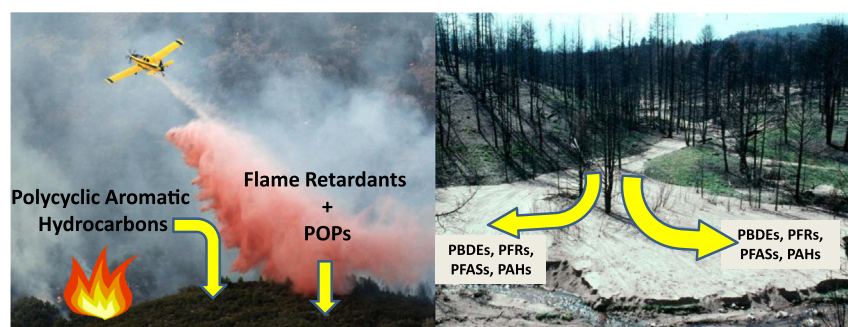 Polycyclic Aromatic
Hydrocarbons
Flame Retardants
+
POPs
PBDEs, PFRs,
PFASs, PAHs
PBDEs, PFRs,
PFASs, PAHs